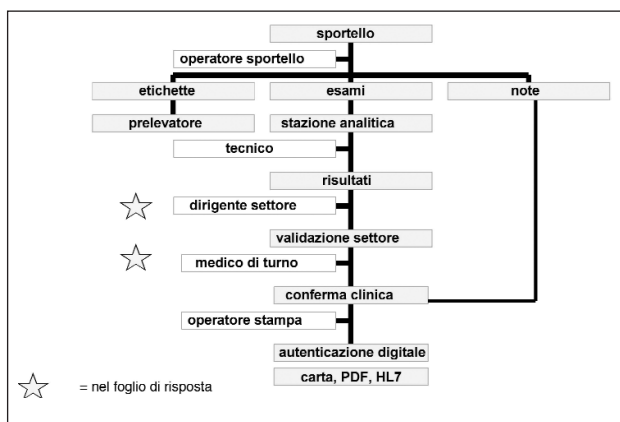 sportello
operatore sportello
etichette
esami
note
prelevatore
stazione analitica
tecnico
risultati
dirigente settore
validazione settore
medico di turno
conferma clinica
operatore stampa
autenticazione digitale
carta, PDF, HL7
= nel foglio di risposta